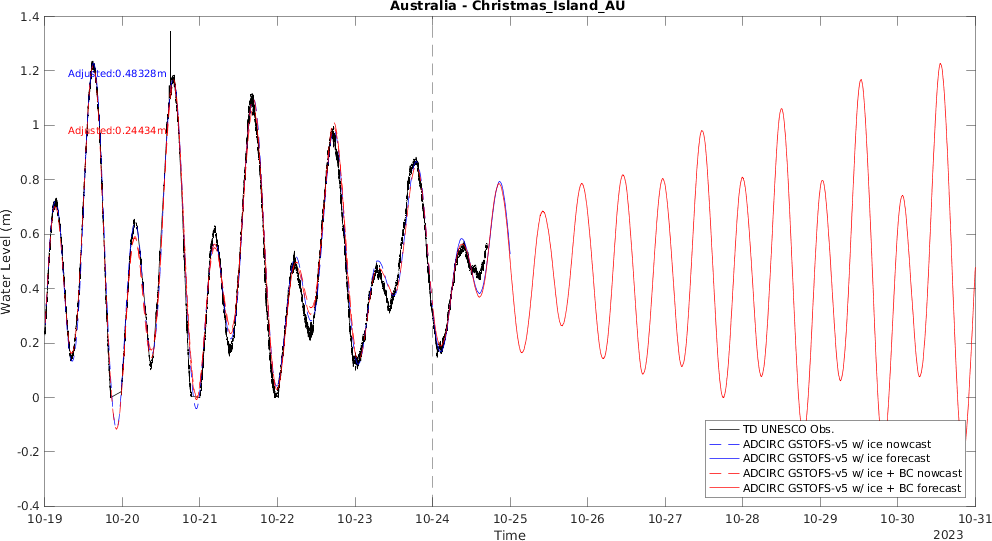 Australia - Christmas_Island_AU
Water Level (m)
1.4
1.2
1
0.8
0.6
0.4
0.2
0
-0.2
-0.4
Adjusted:0.48328m
Adjusted:0.24434m
TD UNESCO Obs.
ADCIRC GSTOFS-v5 w/ ice nowcast
ADCIRC GSTOFS-v5 w/ ice forecast
ADCIRC GSTOFS-v5 w/ ice + BC nowcast
ADCIRC GSTOFS-v5 w/ ice + BC forecast
10-19 10-20 10-21 10-22 10-23 10-24 10-25 10-26 10-27 10-28 10-29 10-30 10-31
Time
2023